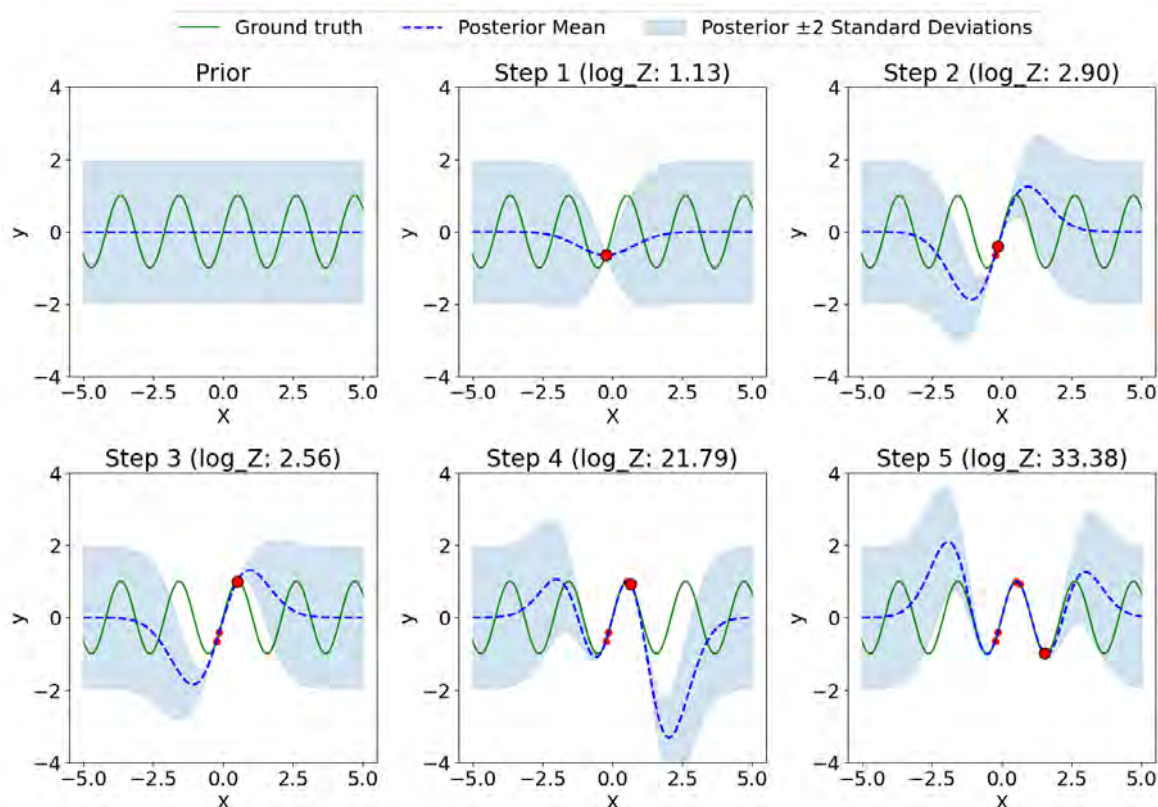 Ground truth Posterior Mean Posterior ±2 Standard Deviations
Prior Step 1 (log_Z: 1.13) Step 2 (log_Z: 2.90)
4 4 4
2 2 2
y 0 y 0 y 0
−2 −2 −2
−4 −4 −4
−5.0 −2.5 0.0 2.5 5.0 −5.0 −2.5 0.0 2.5 5.0 −5.0 −2.5 0.0 2.5 5.0
X X X
Step 3 (log_Z: 2.56) Step 4 (log_Z: 21.79) Step 5 (log_Z: 33.38)
4 4 4
2 2 2
y 0 y 0 y 0
−2 −2 −2
−4 −4 −4
−5.0 −2.5 0.0 2.5 5.0 −5.0 −2.5 0.0 2.5 5.0 −5.0 −2.5 0.0 2.5 5.0
X X X